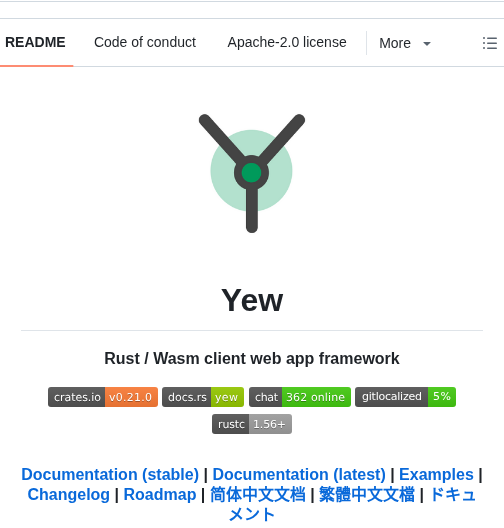 README Code of conduct Apache-2.0 license More
Yew
Rust / Wasm client web app framework
crates.io v0.21.0 docs.rs yew chat 362 online gitlocalized 5%
rustc 1.56+
Documentation (stable) | Documentation (latest) | Examples |
Changelog | Roadmap | 简体中文文档 | 繁體中文文檔 | ドキュ
メント